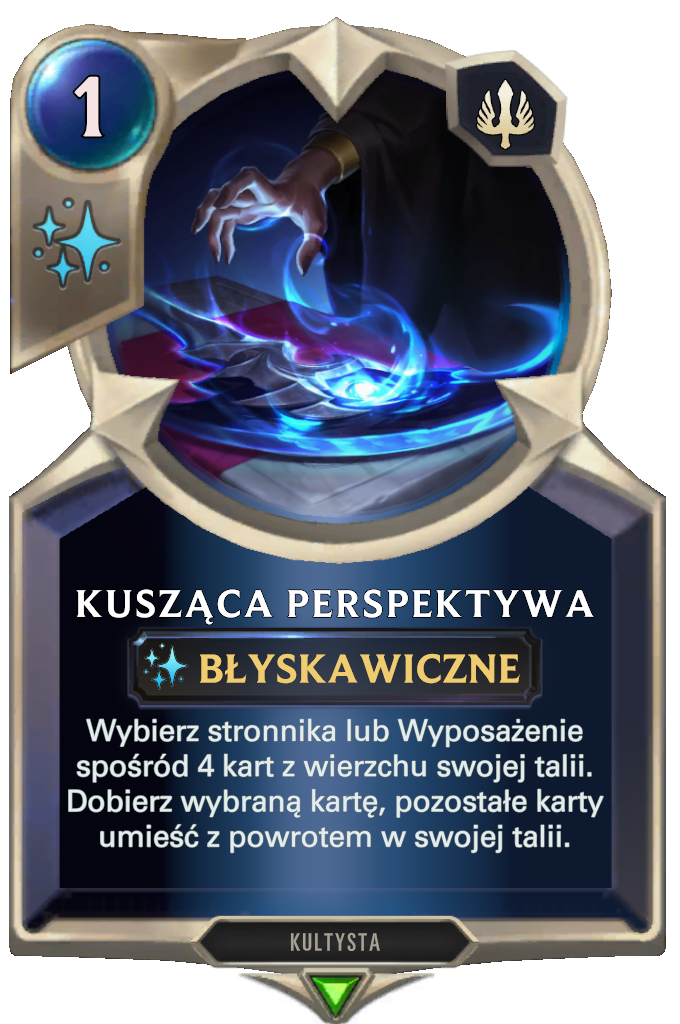 1
KUSZĄCA PERSPEKTYWA
BŁYSKAWICZNE
Wybierz stronnika lub Wyposażenie
spośród 4 kart z wierzchu swojej talii.
Dobierz wybraną kartę, pozostałe karty
umieść z powrotem w swojej talii.
KULTYSTA